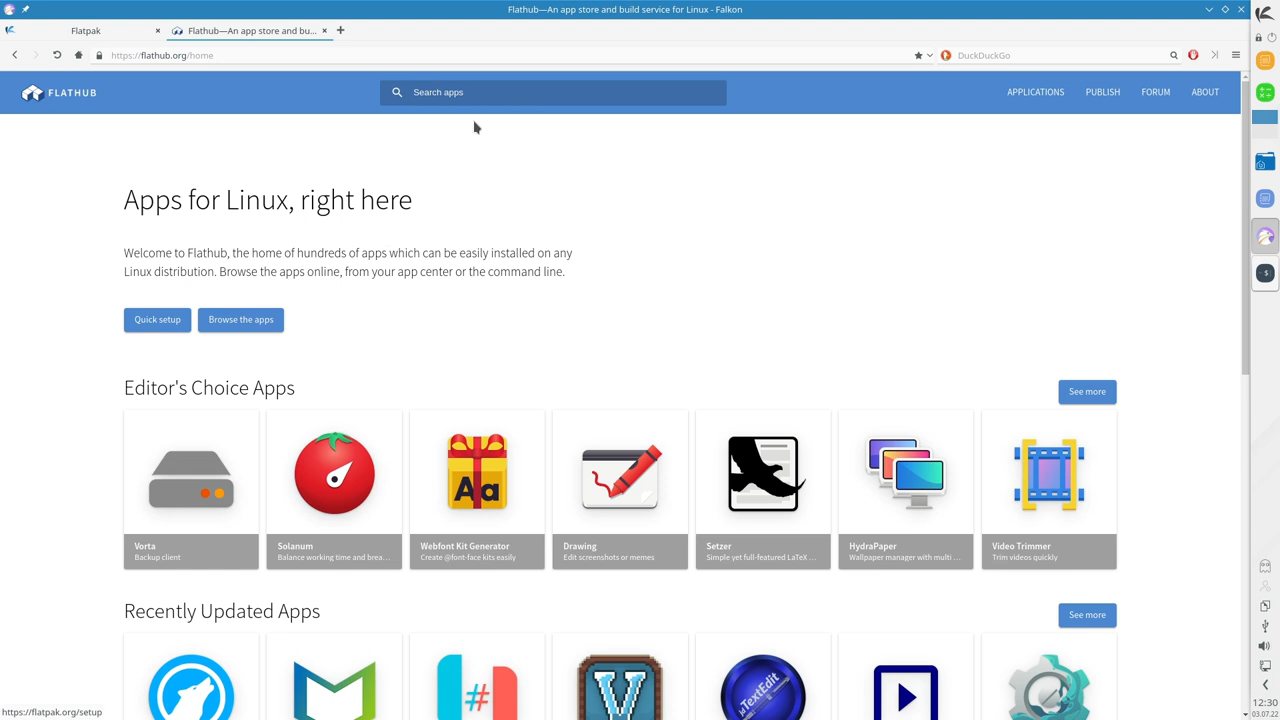 Flathub—An app store and build service for Linux - Falkon
Flatpak
Flathub—An app store and bu...
https://flathub.org/home
DuckDuckGo
FLATHUB
Search apps
APPLICATIONS
PUBLISH
FORUM
ABOUT
Apps for Linux, right here
Welcome to Flathub, the home of hundreds of apps which can be easily installed on any
Linux distribution. Browse the apps online, from your app center or the command line.
Quick setup
Browse the apps
Editor's Choice Apps
See more
Aa
Vorta
Backup client
Solanum
Balance working time and brea...
Webfont Kit Generator
Create @font-face kits easily
Drawing
Edit screenshots or memes
Setzer
Simple yet full-featured LaTeX ...
HydraPaper
Wallpaper manager with multi ...
Video Trimmer
Trim videos quickly
Recently Updated Apps
See more
#
V
TextEdit
https://flatpak.org/setup
12:30
03.07.22